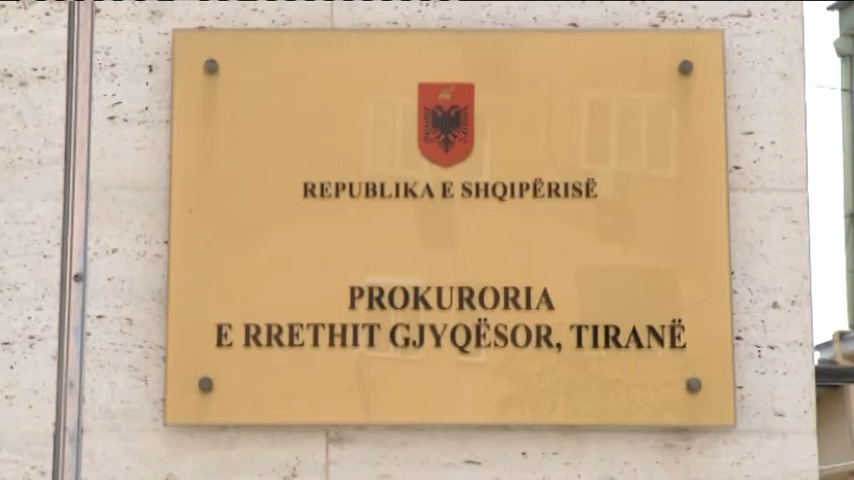 REPUBLIKA E SHQIPËRISË
PROKURORIA
E RRETHIT GJYQËSOR, TIRANË